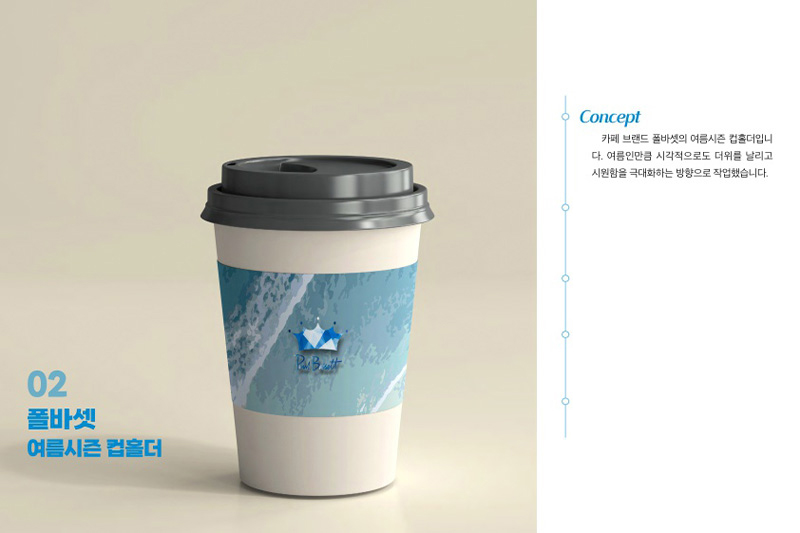 Concept
카페 브랜드 폴바셋의 여름시즌 컵홀더입니
다. 여름인만큼 시각적으로도 더위를 날리고
시원함을 극대화하는 방향으로 작업했습니다.
02
폴바셋
여름시즌 컵홀더